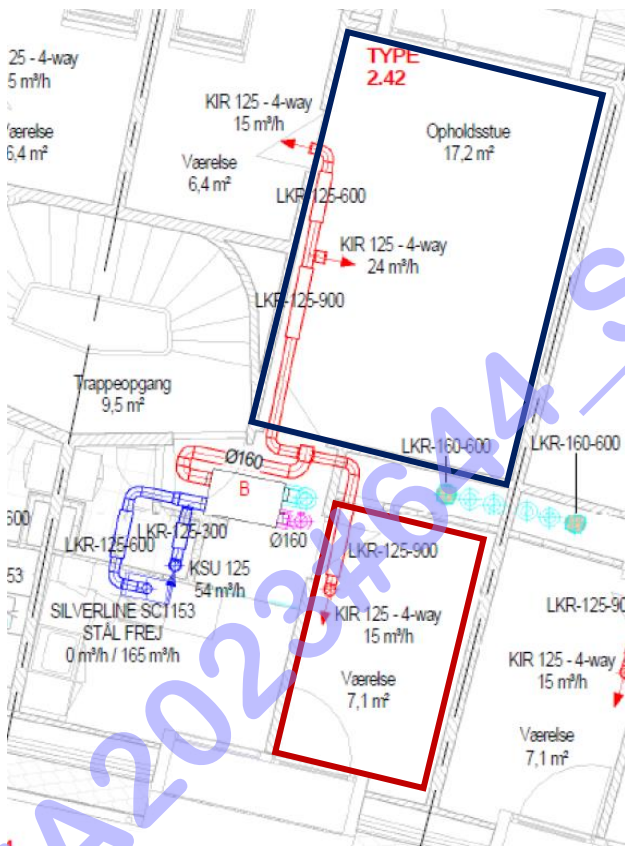 25 - 4-way
5 m³/h
TYPE
2.42
KIR 125 - 4-way
15 m³/h
Værelse
6,4 m²
Værelse
6,4 m²
Opholdsstue
17,2 m²
LKR-125-600
KIR 125 - 4-way
24 m³/h
LKR-125-900
Trappeopgang
9,5 m²
Ø160
LKR-160-600
LKR-160-600
B
600
LKR-125-300
LKR-125-600
Ø160
LKR-125-900
KSU 125
54 m³/h
53
SILVERLINE SC1153
STÅL FREJ
0 m³/h / 165 m³/h
LKR-125-90
KIR 125 - 4-way
15 m³/h
KIR 125 - 4-way
15 m³/h
Værelse
7,1 m²
Værelse
7,1 m²
A2023#644_S